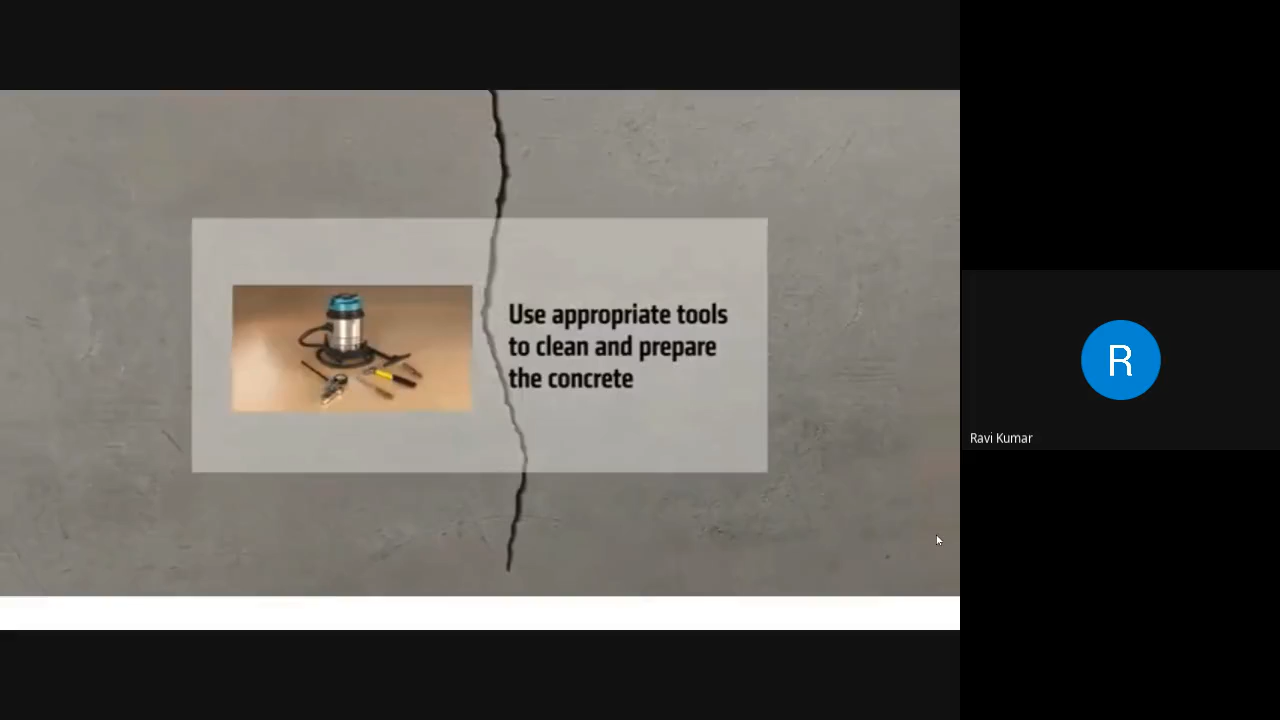 Use appropriate tools
to clean and prepare
the concrete
R
Ravi Kumar